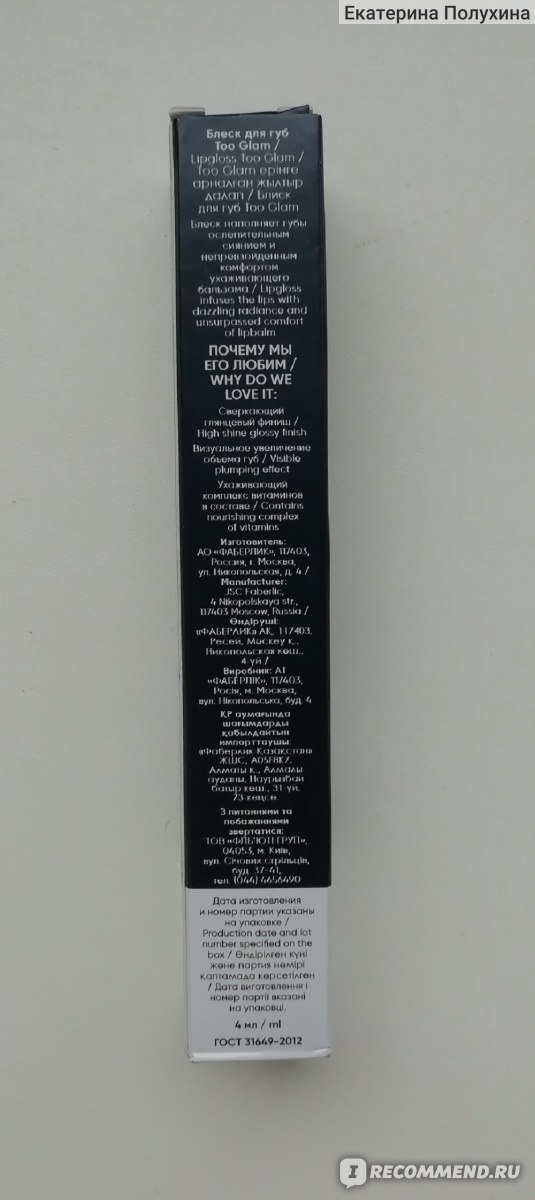 Екатерина Полухина
Блеск для губ
Too Glam /
Lipgloss Too Glam /
Too Glam ерінге
арналған жылтыр
далап / Блиск
для губ Too Glam
Блеск наполняет губы
ослепительным
сиянием и
непревзойденным
комфортом
ухаживающего
бальзама / Lipgloss
infuses the lips with
dazzling radiance and
unsurpassed comfort
of lipbalm
ПОЧЕМУ МЫ
ЕГО ЛЮБИМ /
WHY DO WE
LOVE IT:
Сверкающий
глянцевый финиш /
High shine glossy finish
Визуальное увеличение
объема губ / Visible
plumping effect
Ухаживающий
комплекс витаминов
в составе / Contains
nourishing complex
of vitamins
Изготовитель:
АО «ФАБЕРЛИК», 117403,
Россия, г. Москва,
ул. Никопольская, д. 4 /
Manufacturer:
JSC Faberlic,
4 Nikopolskaya str.,
117403 Moscow, Russia /
Өндіруші:
«ФАБЕРЛИК» АҚ, 117403,
Ресей, Мәскеу қ.,
Никопольская көш.,
4-үй /
Виробник: АТ
«ФАБЕРЛІК», 117403,
Росія, м. Москва,
вул. Нікопольська, буд. 4
ҚР аумағында
шағымдарды
қабылдайтын
импорттаушы:
«Фаберлик Казахстан»
ЖШС, A05F8K7,
Алматы қ., Алмалы
ауданы, Наурызбай
батыр көш., 31-үй,
73 кеңсе.
З питаннями та
побажаннями
звертатися:
ТОВ «ФЛБ'ЮТІ ГРУП»,
04053, м. Київ,
вул. Січових стрільців,
буд. 37-41,
тел. (044) 4656490
Дата изготовления
и номер партии указаны
на упаковке /
Production date and lot
number specified on the
box / Өндірілген күні
және партия нөмірі
қаптамада көрсетілген
/ Дата виготовлення і
номер партії вказані
на упаковці.
4 мл / ml
ГОСТ 31649-2012
IRECOMMEND.RU